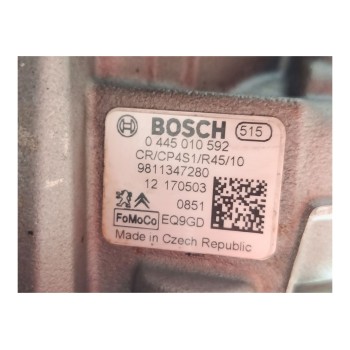 BOSCH 515
0 445 010 592
CR/CP4S1/R45/10
9811347280
12 170503
0851
FoMoCo EQ9GD
Made in Czech Republic